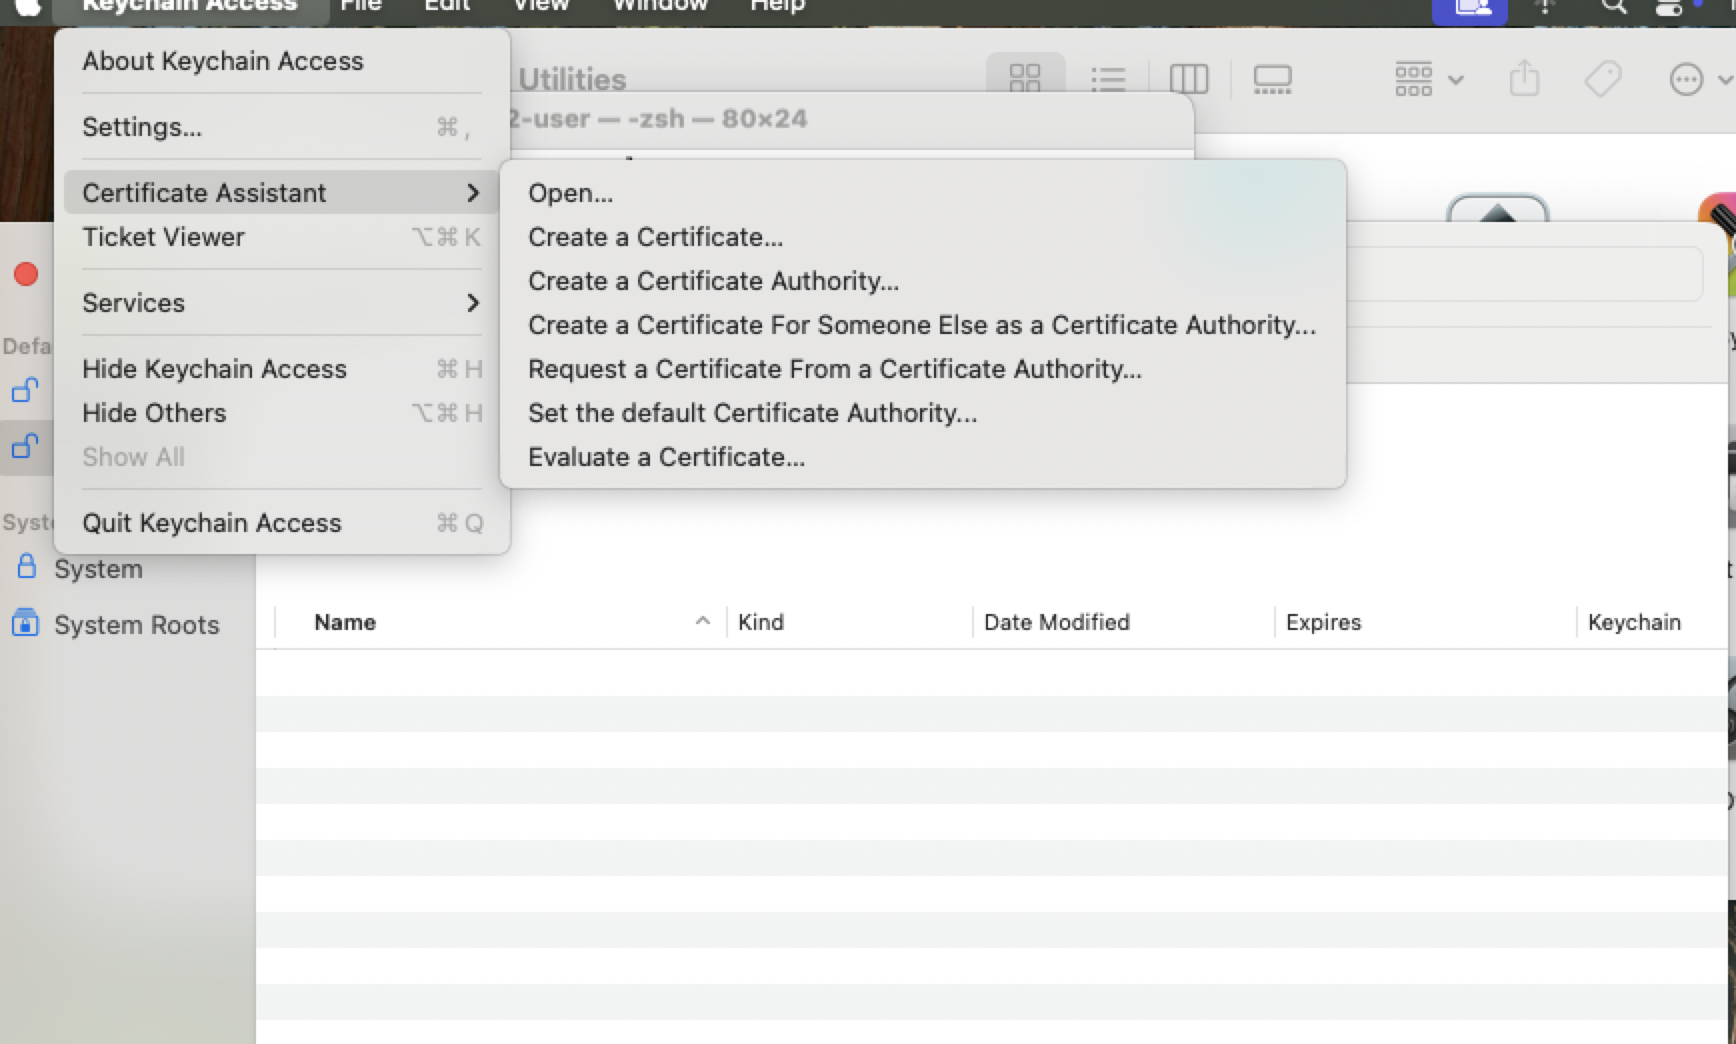 Keychain Access File Edit View Window Help
About Keychain Access
Settings... ⌘ ,
Certificate Assistant
Ticket Viewer ⌥⌘ K
Services
Hide Keychain Access ⌘ H
Hide Others ⌥⌘ H
Show All
Quit Keychain Access ⌘ Q
Utilities
2-user — -zsh — 80×24
Open...
Create a Certificate...
Create a Certificate Authority...
Create a Certificate For Someone Else as a Certificate Authority...
Request a Certificate From a Certificate Authority...
Set the default Certificate Authority...
Evaluate a Certificate...
Defa
Syst
System
System Roots
Name Kind Date Modified Expires Keychain